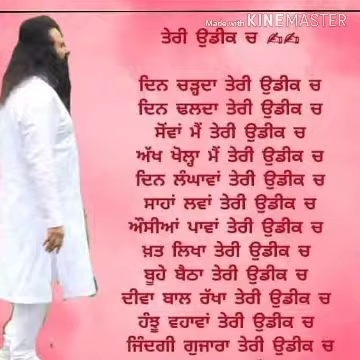 Made with KINEMASTER
ਤੇਰੀ ਉਡੀਕ ਚ ✍✍
ਦਿਨ ਚੜ੍ਹਦਾ ਤੇਰੀ ਉਡੀਕ ਚ
ਦਿਨ ਢਲਦਾ ਤੇਰੀ ਉਡੀਕ ਚ
ਸੋਂਵਾਂ ਮੈਂ ਤੇਰੀ ਉਡੀਕ ਚ
ਅੱਖ ਖੋਲ੍ਹਾ ਮੈਂ ਤੇਰੀ ਉਡੀਕ ਚ
ਦਿਨ ਲੰਘਾਵਾਂ ਤੇਰੀ ਉਡੀਕ ਚ
ਸਾਹਾਂ ਲਵਾਂ ਤੇਰੀ ਉਡੀਕ ਚ
ਔਸੀਆਂ ਪਾਵਾਂ ਤੇਰੀ ਉਡੀਕ ਚ
ਖ਼ਤ ਲਿਖਾ ਤੇਰੀ ਉਡੀਕ ਚ
ਬੂਹੇ ਬੈਠਾ ਤੇਰੀ ਉਡੀਕ ਚ
ਦੀਵਾ ਬਾਲ ਰੱਖਾ ਤੇਰੀ ਉਡੀਕ ਚ
ਹੰਝੂ ਵਹਾਵਾਂ ਤੇਰੀ ਉਡੀਕ ਚ
ਜਿੰਦਗੀ ਗੁਜਾਰਾ ਤੇਰੀ ਉਡੀਕ ਚ